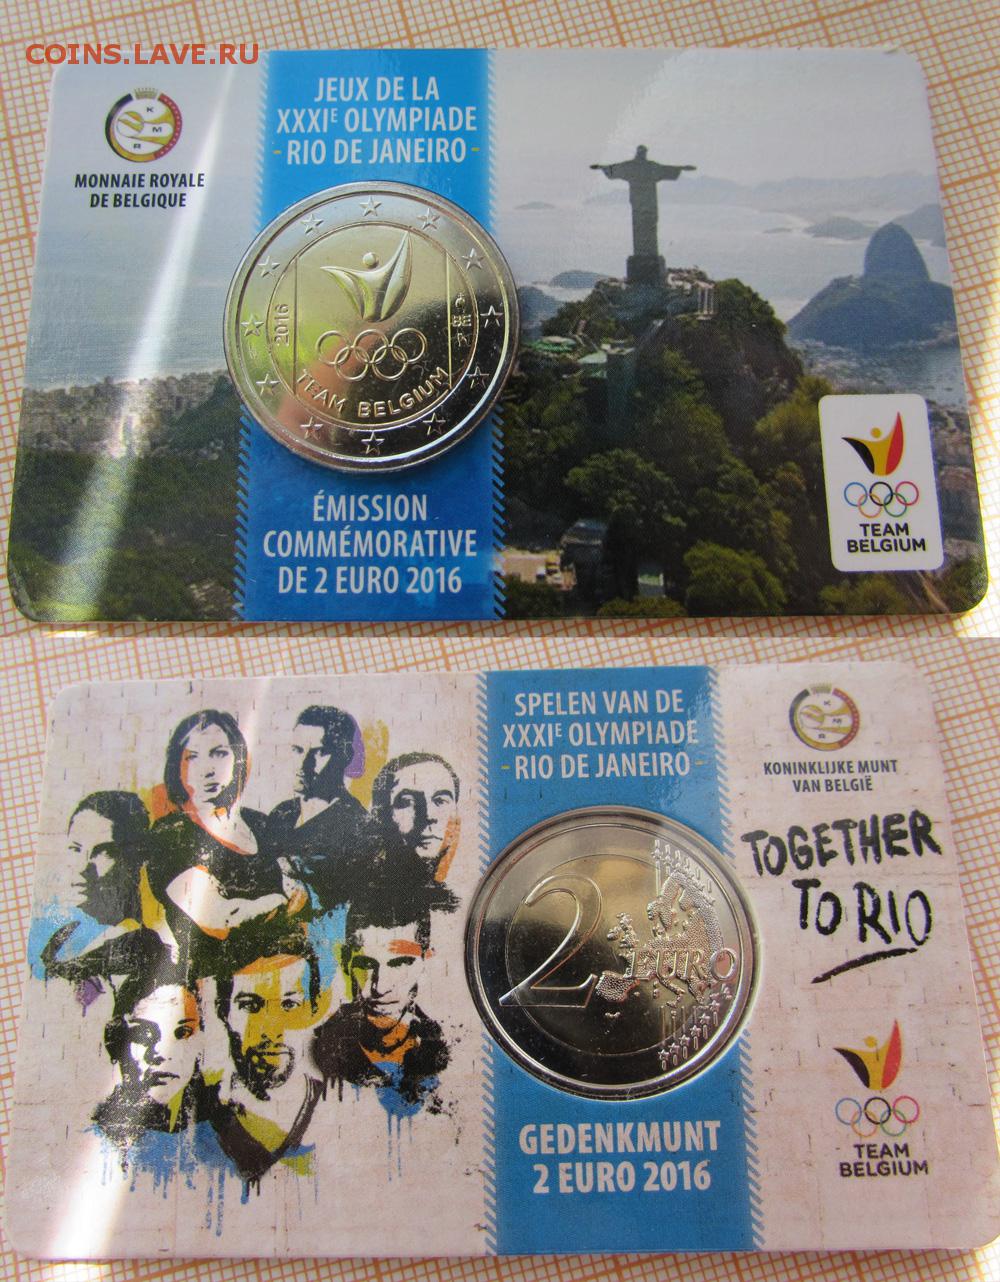 COINS.LAVE.RU
K
M
R
MONNAIE ROYALE
DE BELGIQUE
JEUX DE LA
XXXIᴱ OLYMPIADE
- RIO DE JANEIRO -
2016
BE
TEAM BELGIUM
ÉMISSION
COMMÉMORATIVE
DE 2 EURO 2016
TEAM
BELGIUM
SPELEN VAN DE
XXXIᴱ OLYMPIADE
- RIO DE JANEIRO -
K
M
R
KONINKLIJKE MUNT
VAN BELGIË
TOGETHER
TO RIO
2 EURO
GEDENKMUNT
2 EURO 2016
TEAM
BELGIUM